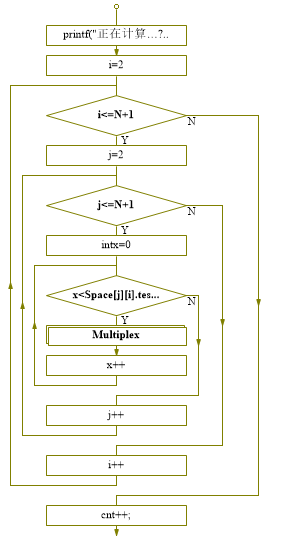 printf("正在计算…?..
i=2
i<=N+1
N
Y
j=2
j<=N+1
N
Y
intx=0
x<Space[j][i].tes...
N
Y
Multiplex
x++
j++
i++
cnt++;